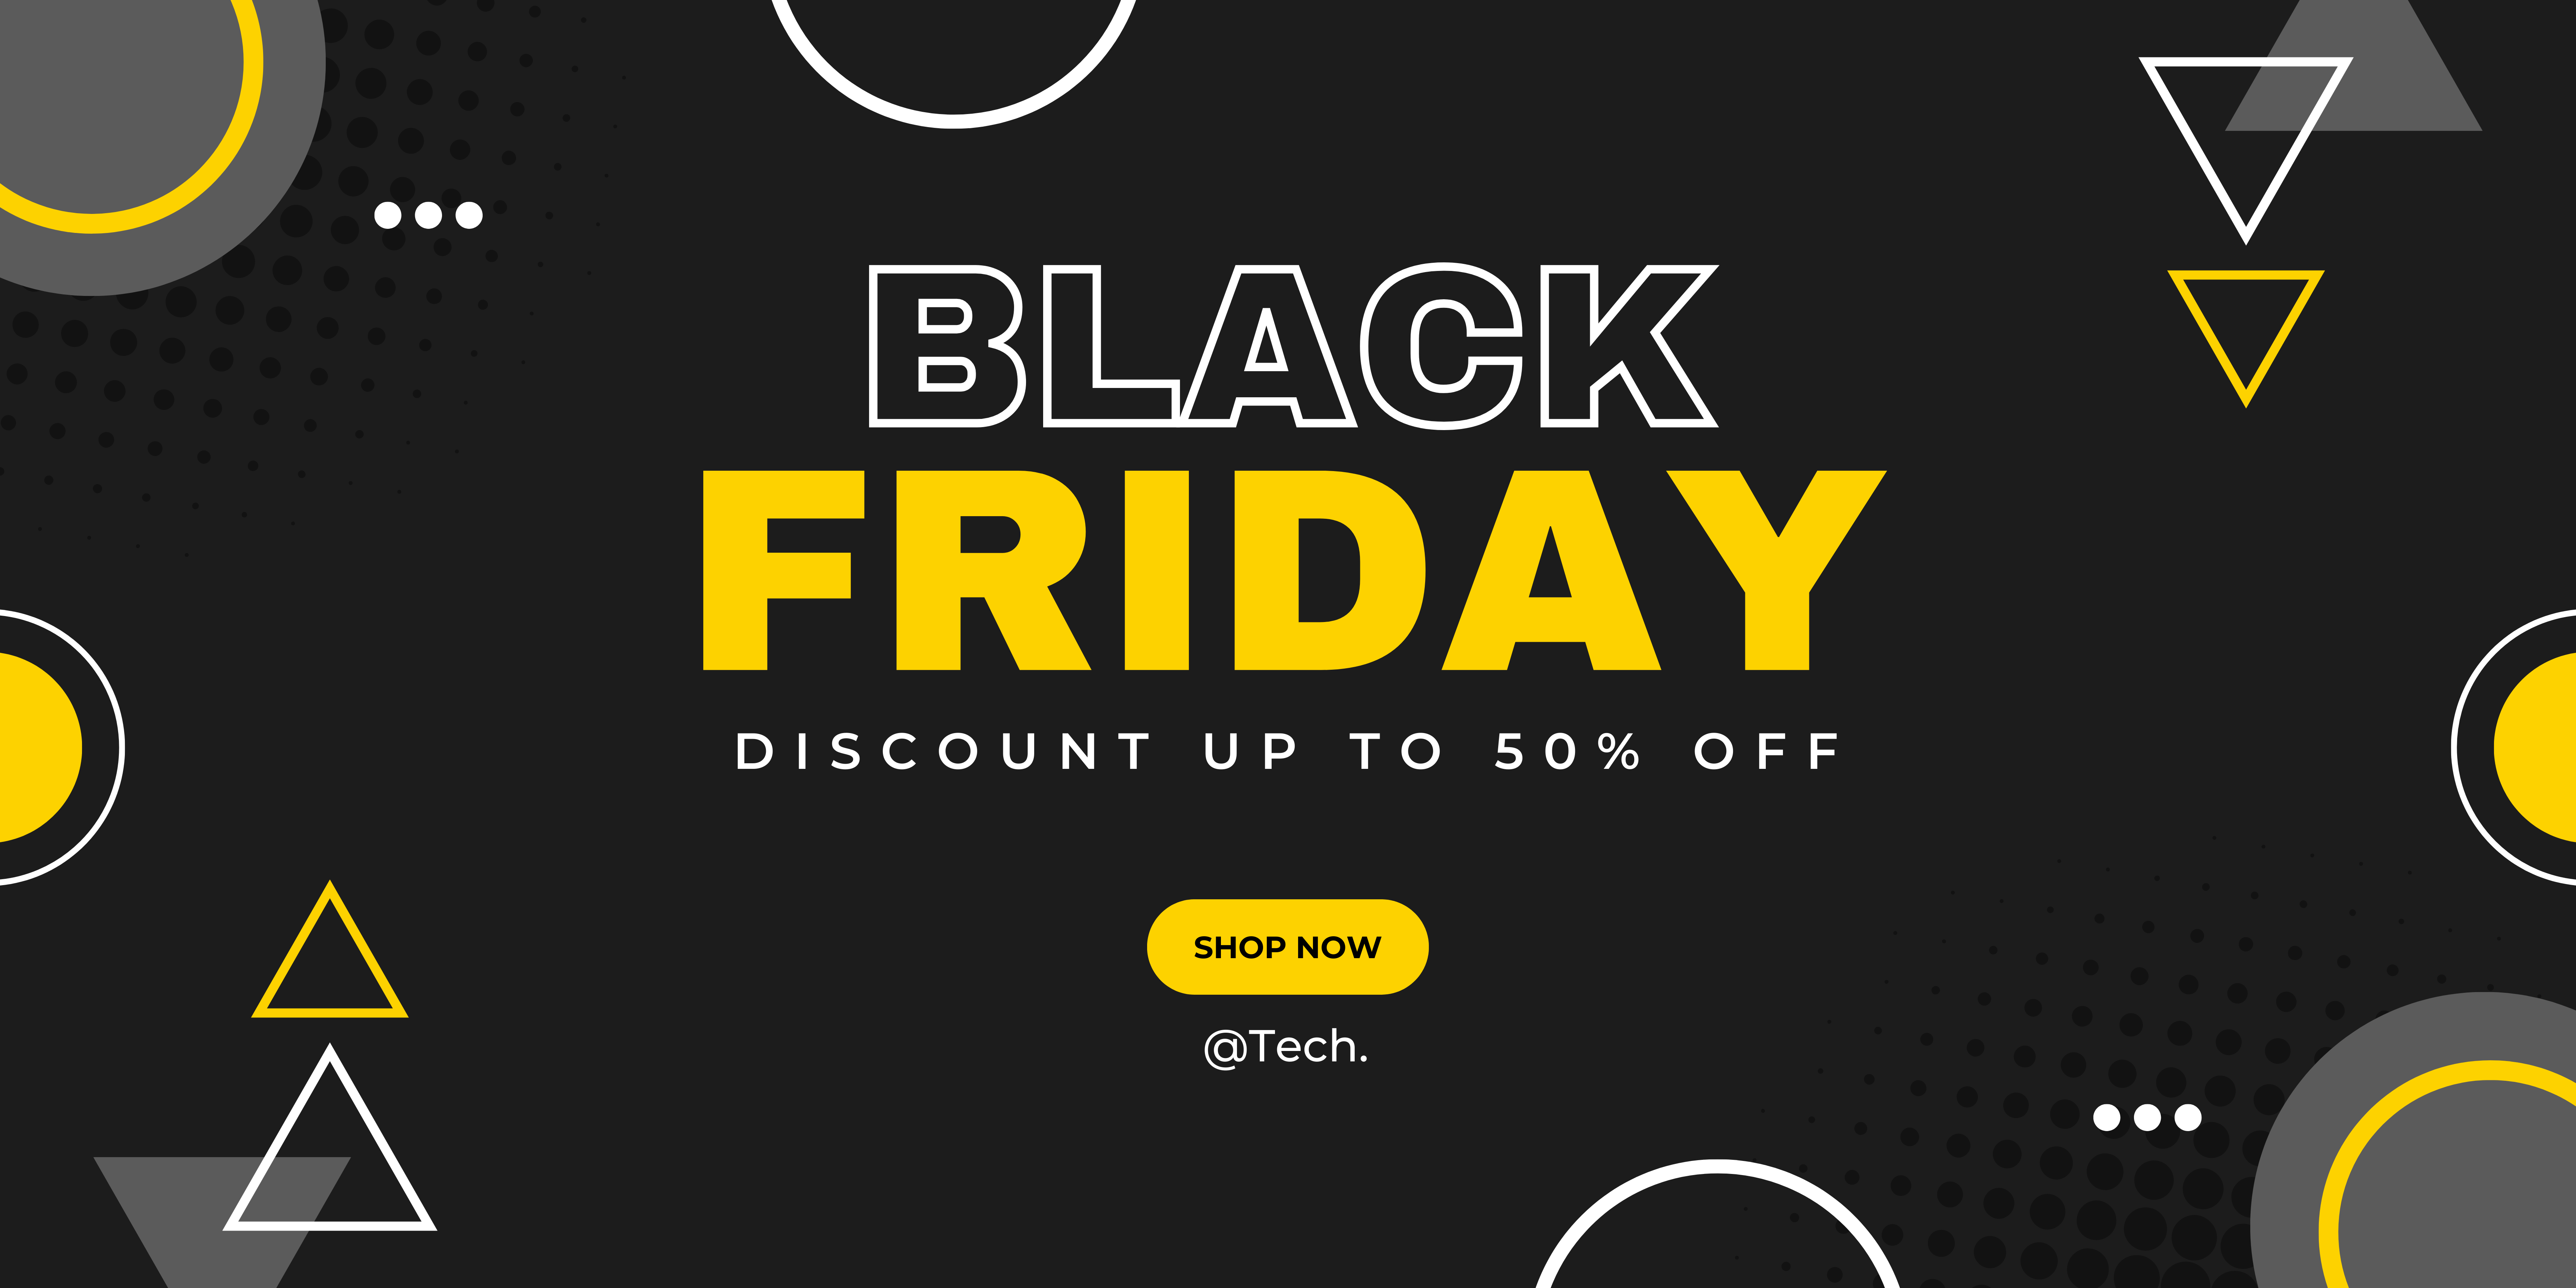 BLACK
FRIDAY
DISCOUNT UP TO 50% OFF
SHOP NOW
@Tech.